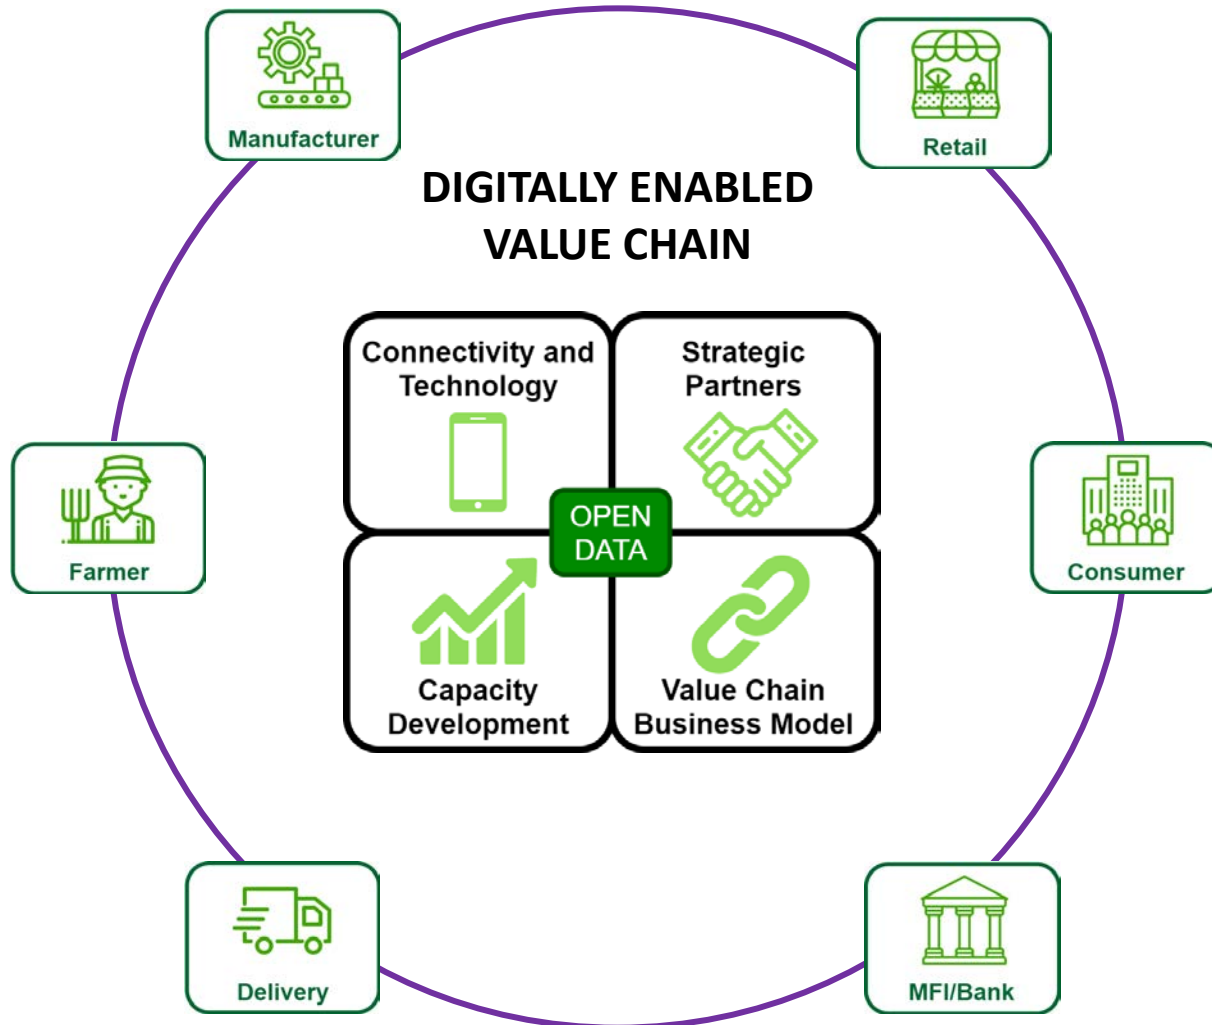 Manufacturer
Retail
DIGITALLY ENABLED
VALUE CHAIN
Connectivity and
Technology
Strategic
Partners
OPEN
DATA
Farmer
Consumer
Capacity
Development
Value Chain
Business Model
Delivery
MFI/Bank